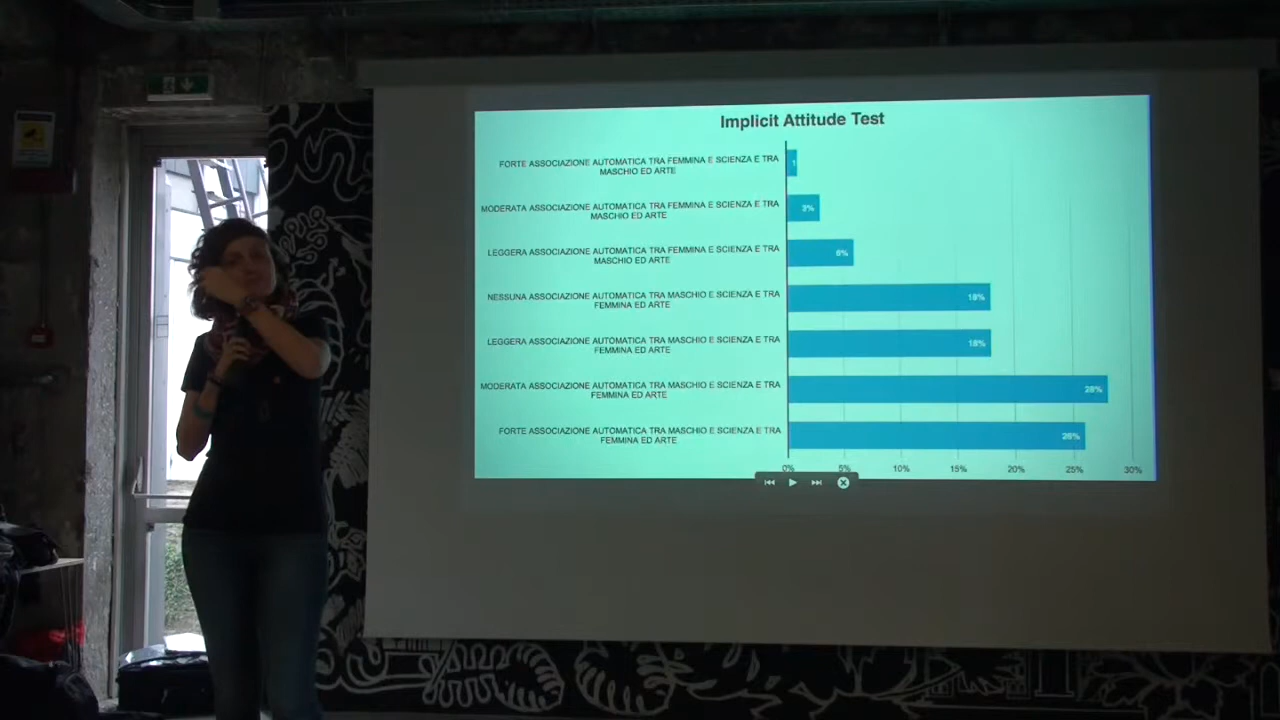 Implicit Attitude Test
FORTE ASSOCIAZIONE AUTOMATICA TRA FEMMINA E SCIENZA E TRA
MASCHIO ED ARTE
1
MODERATA ASSOCIAZIONE AUTOMATICA TRA FEMMINA E SCIENZA E TRA
MASCHIO ED ARTE
3%
LEGGERA ASSOCIAZIONE AUTOMATICA TRA FEMMINA E SCIENZA E TRA
MASCHIO ED ARTE
6%
NESSUNA ASSOCIAZIONE AUTOMATICA TRA MASCHIO E SCIENZA E TRA
FEMMINA ED ARTE
18%
LEGGERA ASSOCIAZIONE AUTOMATICA TRA MASCHIO E SCIENZA E TRA
FEMMINA ED ARTE
18%
MODERATA ASSOCIAZIONE AUTOMATICA TRA MASCHIO E SCIENZA E TRA
FEMMINA ED ARTE
28%
FORTE ASSOCIAZIONE AUTOMATICA TRA MASCHIO E SCIENZA E TRA
FEMMINA ED ARTE
26%
0% 5% 10% 15% 20% 25% 30%